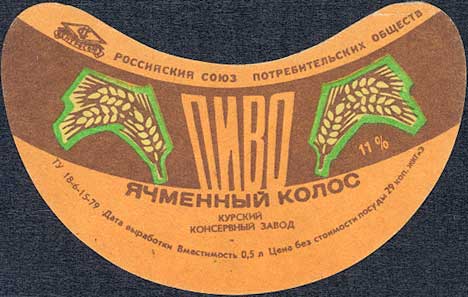 РОССИЙСКИЙ СОЮЗ ПОТРЕБИТЕЛЬСКИХ ОБЩЕСТВ
ПИВО
11%
ЯЧМЕННЫЙ КОЛОС
КУРСКИЙ
КОНСЕРВНЫЙ ЗАВОД
ТУ 18-6-15-79 Дата выработки Вместимость 0,5 л Цена без стоимости посуды 29 коп.